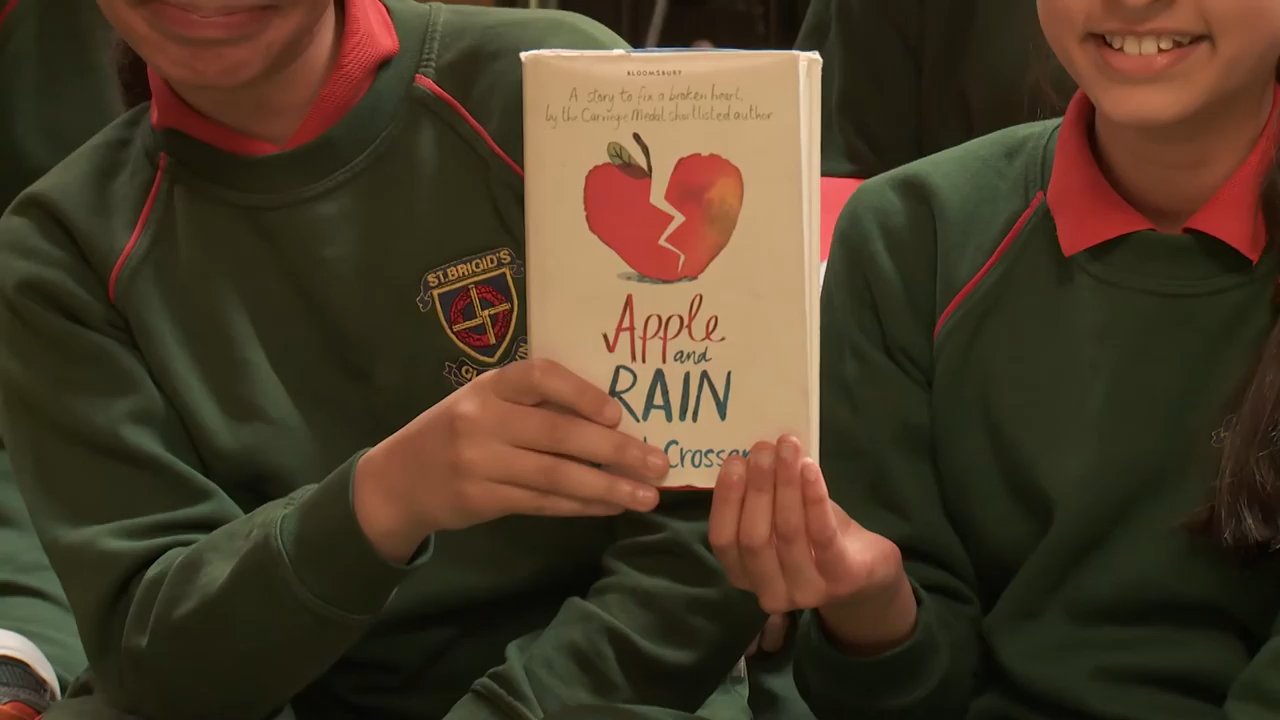 BLOOMSBURY
A story to fix a broken heart,
by the Carnegie Medal shortlisted author
Apple
and
RAIN
Crossan
ST.BRIGID'S